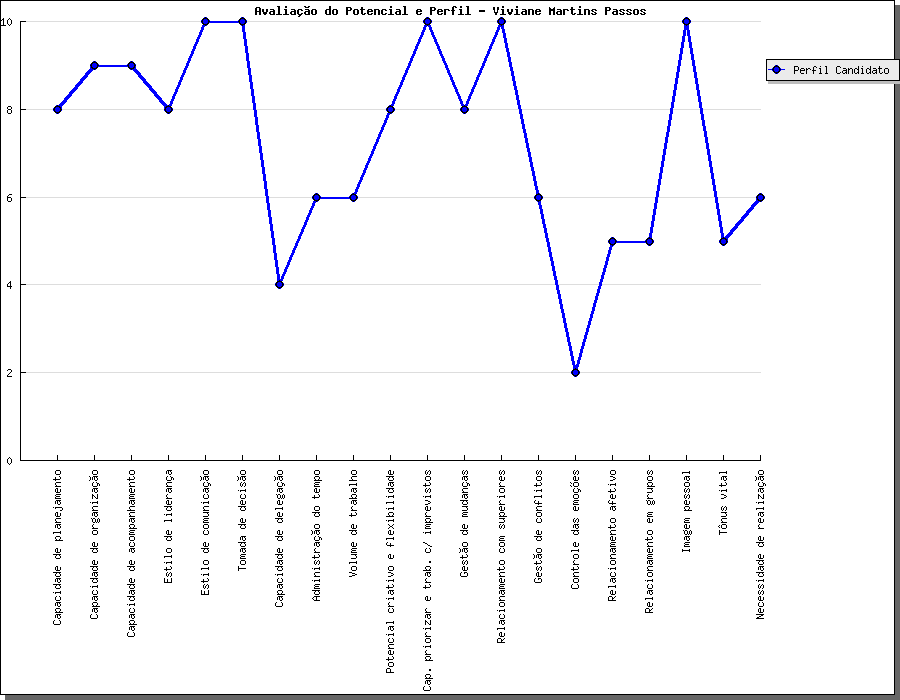 Avaliação do Potencial e Perfil - Viviane Martins Passos
10
8
6
4
2
0
Perfil Candidato
Capacidade de planejamento
Capacidade de organização
Capacidade de acompanhamento
Estilo de liderança
Estilo de comunicação
Tomada de decisão
Capacidade de delegação
Administração do tempo
Volume de trabalho
Potencial criativo e flexibilidade
Cap. priorizar e trab. c/ imprevistos
Gestão de mudanças
Relacionamento com superiores
Gestão de conflitos
Controle das emoções
Relacionamento afetivo
Relacionamento em grupos
Imagem pessoal
Tônus vital
Necessidade de realização